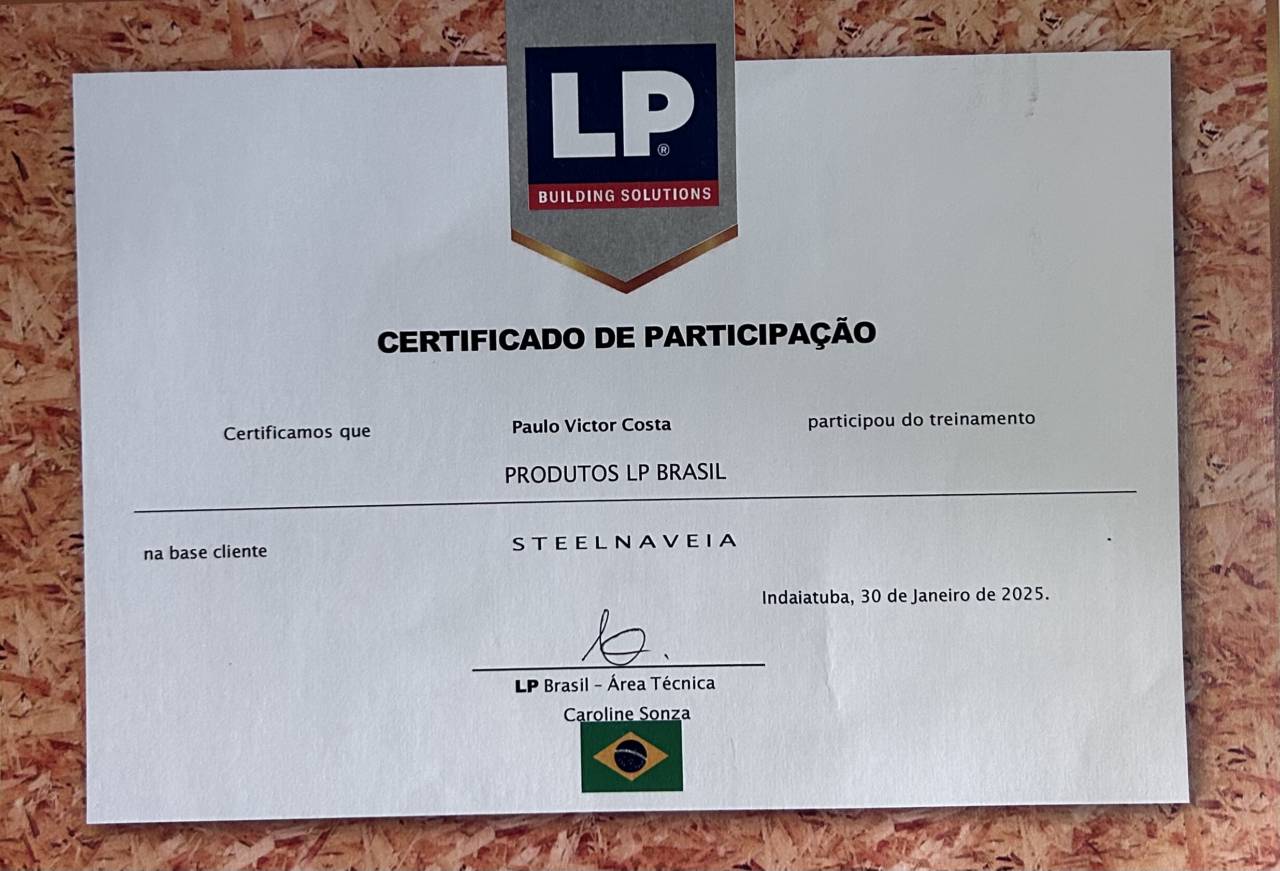 LP®
BUILDING SOLUTIONS
CERTIFICADO DE PARTICIPAÇÃO
Certificamos que Paulo Victor Costa participou do treinamento
PRODUTOS LP BRASIL
na base cliente STEELNAVEIA
Indaiatuba, 30 de Janeiro de 2025.
LP Brasil – Área Técnica
Caroline Sonza